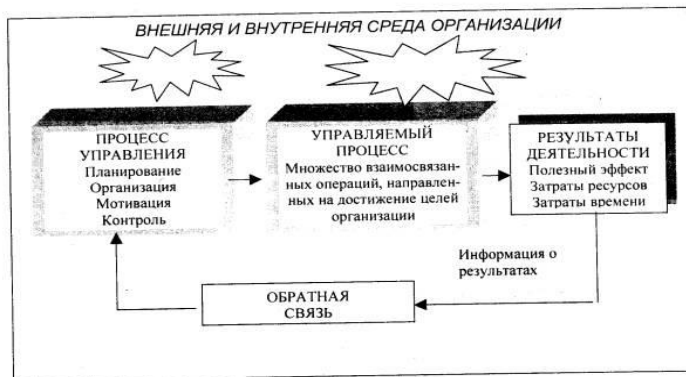 ВНЕШНЯЯ И ВНУТРЕННЯЯ СРЕДА ОРГАНИЗАЦИИ
ПРОЦЕСС
УПРАВЛЕНИЯ
Планирование
Организация
Мотивация
Контроль
УПРАВЛЯЕМЫЙ
ПРОЦЕСС
Множество взаимосвязан-
ных операций, направлен-
ных на достижение целей
организации
РЕЗУЛЬТАТЫ
ДЕЯТЕЛЬНОСТИ
Полезный эффект
Затраты ресурсов
Затраты времени
Информация о
результатах
ОБРАТНАЯ
СВЯЗЬ